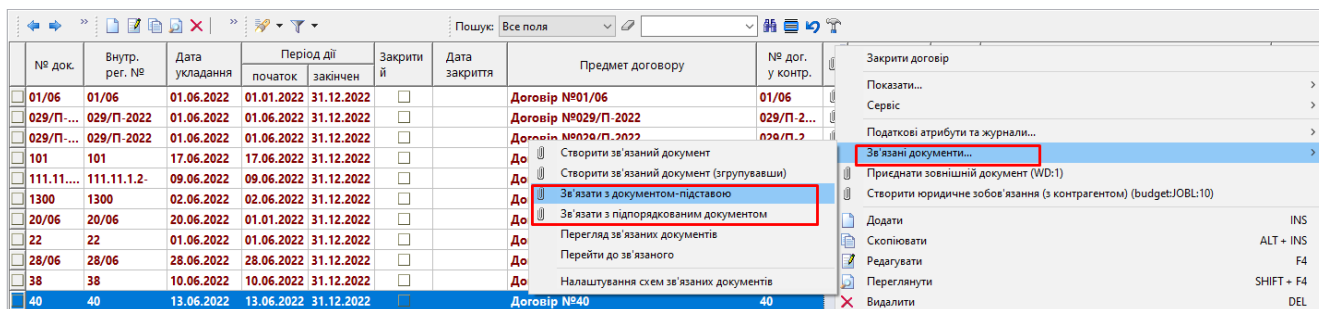 Пошук: Все поля
№ док. Внутр. рег. № Дата укладання Період дії початок закінчен Закрити й Дата закриття Предмет договору № дог. у контр.
01/06 01/06 01.06.2022 01.01.2022 31.12.2022 Договір №01/06 01/06
029/П-... 029/П-2022 01.06.2022 01.06.2022 31.12.2022 Договір №029/П-2022 029/П-2...
029/П-... 029/П-2022 01.06.2022 01.06.2022 31.12.2022 Договір №029/П-2022 029/П-2
101 101 17.06.2022 17.06.2022 31.12.2022 До
111.11.... 111.11.1.2- 09.06.2022 09.06.2022 31.12.2022 До
1300 1300 02.06.2022 02.06.2022 31.12.2022 До
20/06 20/06 20.06.2022 01.01.2022 31.12.2022 До
22 22 01.06.2022 01.06.2022 31.12.2022 До
28/06 28/06 28.06.2022 28.06.2022 31.12.2022 До
38 38 10.06.2022 10.06.2022 31.12.2022 До
40 40 13.06.2022 13.06.2022 31.12.2022 Договір №40 40
Створити зв'язаний документ
Створити зв'язаний документ (згрупувавши)
Зв'язати з документом-підставою
Зв'язати з підпорядкованим документом
Перегляд зв'язаних документів
Перейти до зв'язаного
Налаштування схем зв'язаних документів
Закрити договір
Показати...
Сервіс
Податкові атрибути та журнали...
Зв'язані документи...
Приєднати зовнішній документ (WD:1)
Створити юридичне зобов'язання (з контрагентом) (budget:JOBL:10)
Додати INS
Скопіювати ALT + INS
Редагувати F4
Переглянути SHIFT + F4
Видалити DEL